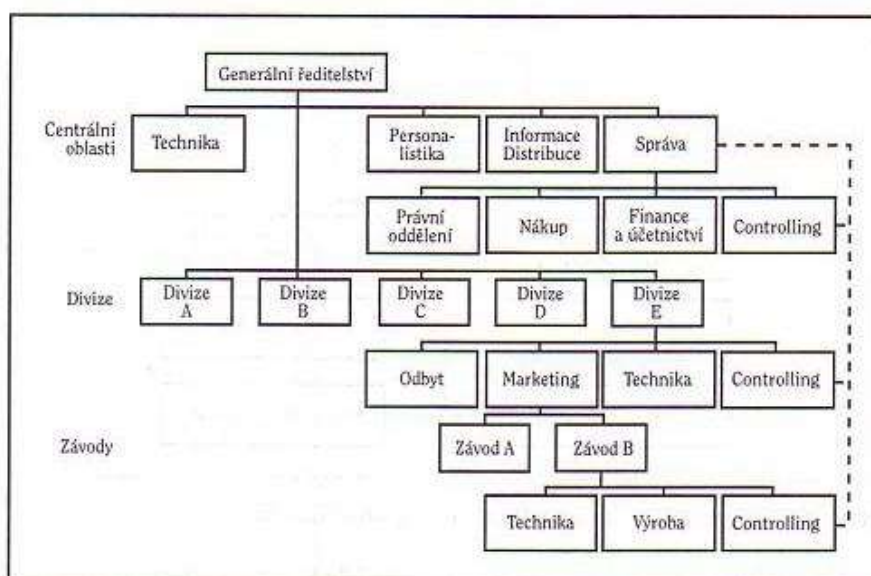 Generální ředitelství
Centrální
oblasti
Technika
Persona-
listika
Informace
Distribuce
Správa
Právní
oddělení
Nákup
Finance
a účetnictví
Controlling
Divize
Divize
A
Divize
B
Divize
C
Divize
D
Divize
E
Odbyt
Marketing
Technika
Controlling
Závody
Závod A
Závod B
Technika
Výroba
Controlling